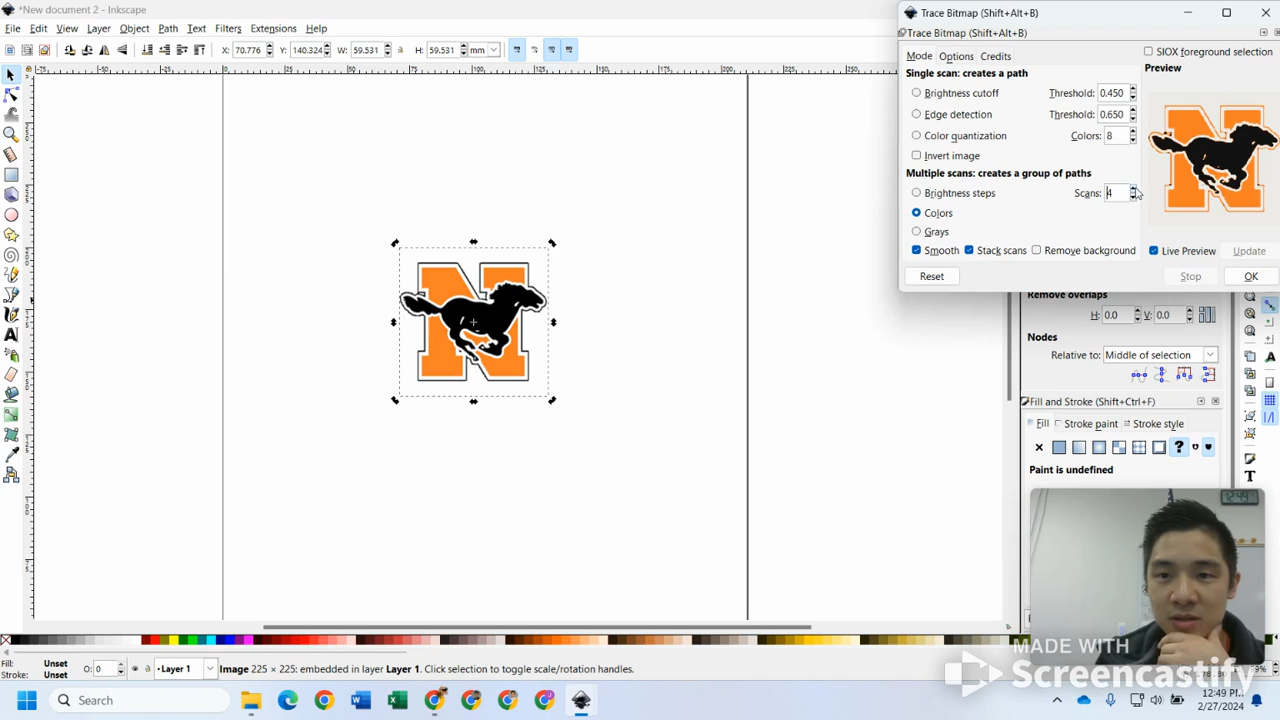 *New document 2 - Inkscape
File Edit View Layer Object Path Text Filters Extensions Help
X: 70.776 Y: 140.324 W: 59.531 H: 59.531 mm
Trace Bitmap (Shift+Alt+B)
Trace Bitmap (Shift+Alt+B)
Mode Options Credits
SIOX foreground selection
Single scan: creates a path
Preview
Brightness cutoff Threshold: 0.450
Edge detection Threshold: 0.650
Color quantization Colors: 8
Invert image
Multiple scans: creates a group of paths
Brightness steps Scans: 4
Colors
Grays
Smooth Stack scans Remove background
Live Preview Update
Reset Stop OK
Remove overlaps
H: 0.0 V: 0.0
Nodes
Relative to: Middle of selection
Fill and Stroke (Shift+Ctrl+F)
Fill Stroke paint Stroke style
Paint is undefined
N
12:49
MADE WITH
Screencastify
Fill: Unset
Stroke: Unset
O: 0
Layer 1
Image 225 × 225: embedded in layer Layer 1. Click selection to toggle scale/rotation handles.
Search
12:49 PM
2/27/2024